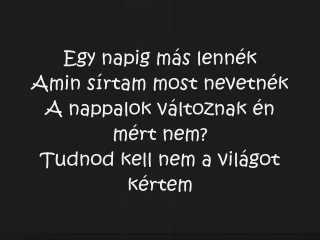 Egy napig más lennék
Amin sírtam most nevetnék
A nappalok változnak én
mért nem?
Tudnod kell nem a világot
kértem